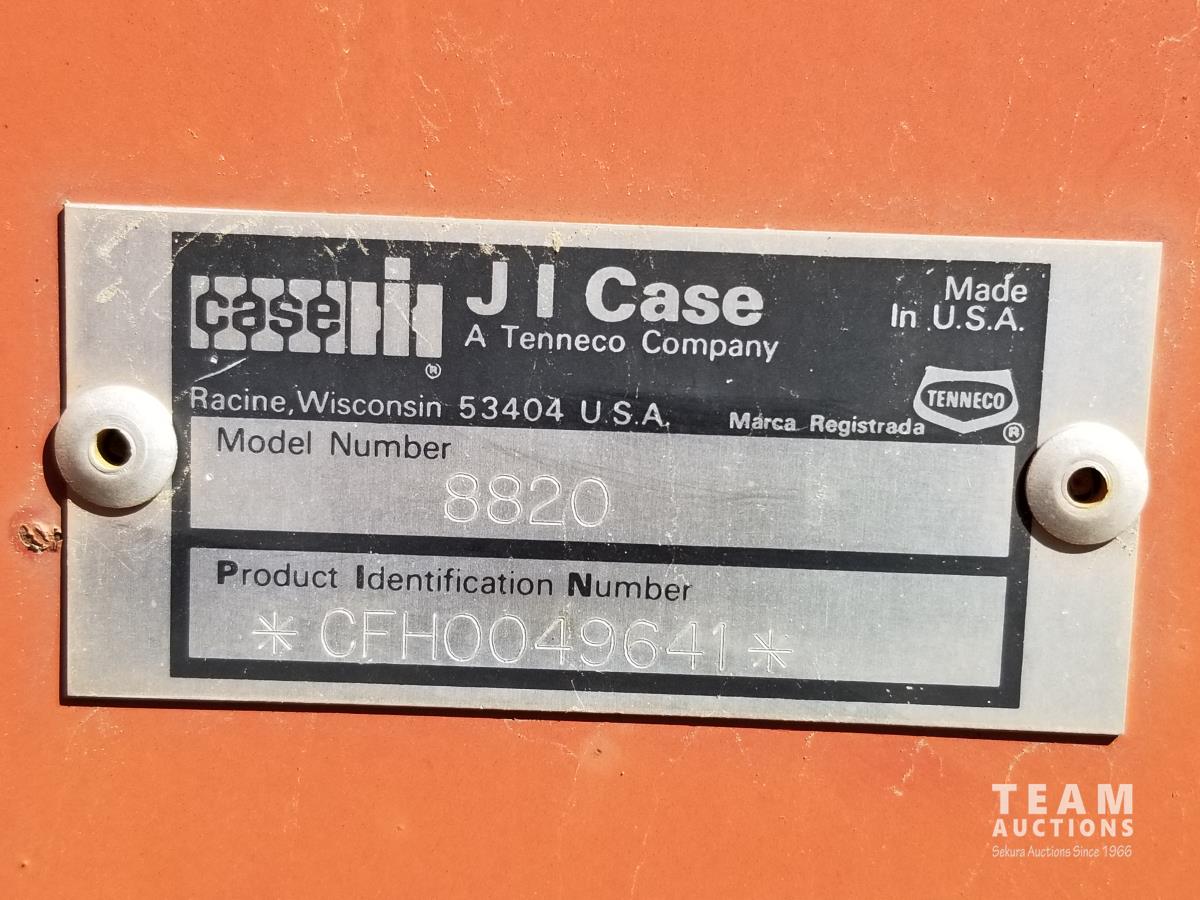 case IH ®
J I Case
A Tenneco Company
Made
In U.S.A.
Racine, Wisconsin 53404 U.S.A.
Marca Registrada
TENNECO ®
Model Number
8820
Product Identification Number
*CFH0049641*
TEAM
AUCTIONS
Sekura Auctions Since 1966